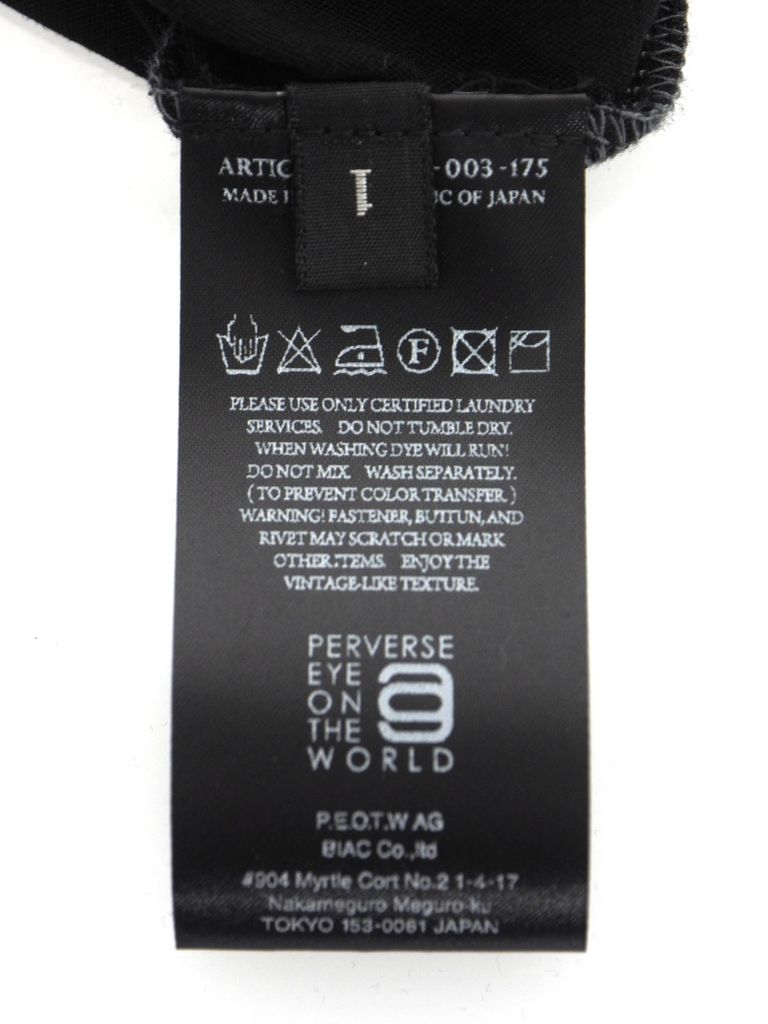 ARTIC -003-175
MADE I IC OF JAPAN
1
F
PLEASE USE ONLY CERTIFIED LAUNDRY
SERVICES. DO NOT TUMBLE DRY.
WHEN WASHING DYE WILL RUN!
DO NOT MIX. WASH SEPARATELY.
( TO PREVENT COLOR TRANSFER. )
WARNING! FASTENER, BUTTUN, AND
RIVET MAY SCRATCH OR MARK
OTHER.TEMS. ENJOY THE
VINTAGE-LIKE TEXTURE.
PERVERSE
EYE
ON
THE
WORLD
P.E.O.T.W AG
BIAC Co.,ltd
#904 Myrtle Cort No.2 1-4-17
Nakameguro Meguro-ku
TOKYO 153-0061 JAPAN